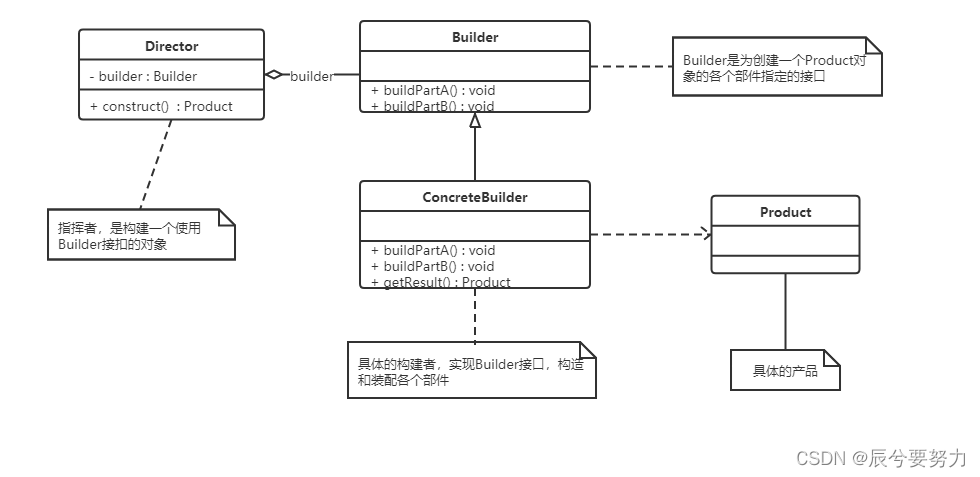 Director
- builder : Builder
+ construct() : Product
builder
Builder
+ buildPartA() : void
+ buildPartB() : void
Builder是为创建一个Product对
象的各个部件指定的接口
指挥者，是构建一个使用
Builder接扣的对象
ConcreteBuilder
+ buildPartA() : void
+ buildPartB() : void
+ getResult() : Product
Product
具体的构建者，实现Builder接口，构造
和装配各个部件
具体的产品
CSDN @辰兮要努力